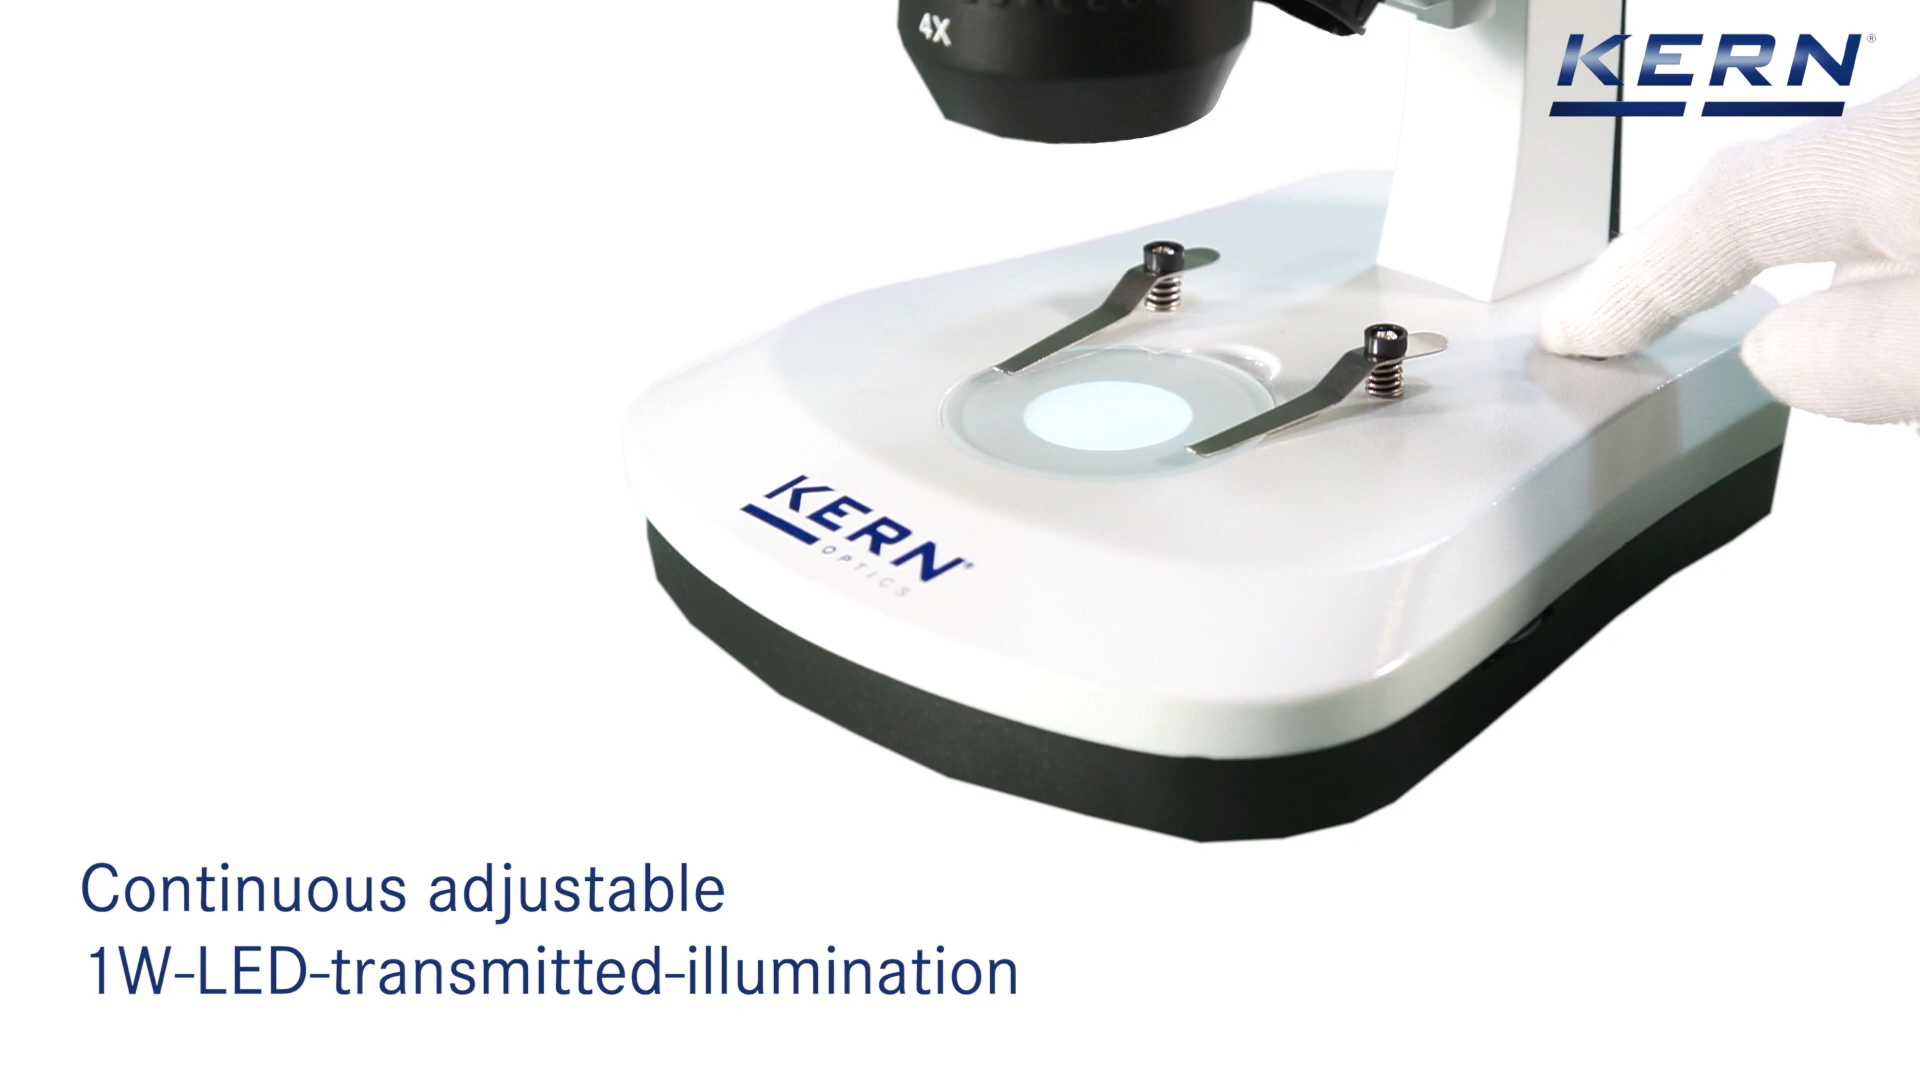 4X
KERN®
KERN®
OPTICS
Continuous adjustable
1W-LED-transmitted-illumination